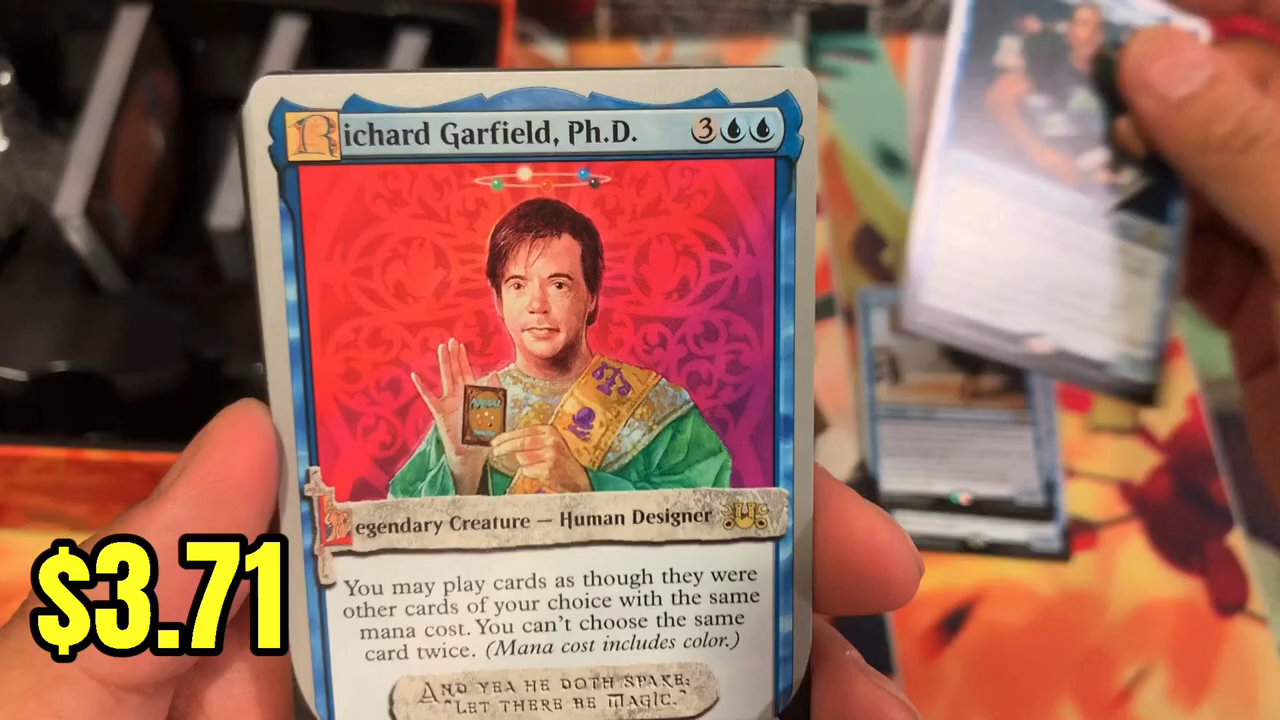 Richard Garfield, Ph.D. 3
MAGIC
Legendary Creature — Human Designer
You may play cards as though they were
other cards of your choice with the same
mana cost. You can't choose the same
card twice. (Mana cost includes color.)
AND YEA HE DOTH SPAKE:
"LET THERE BE MAGIC."
$3.71